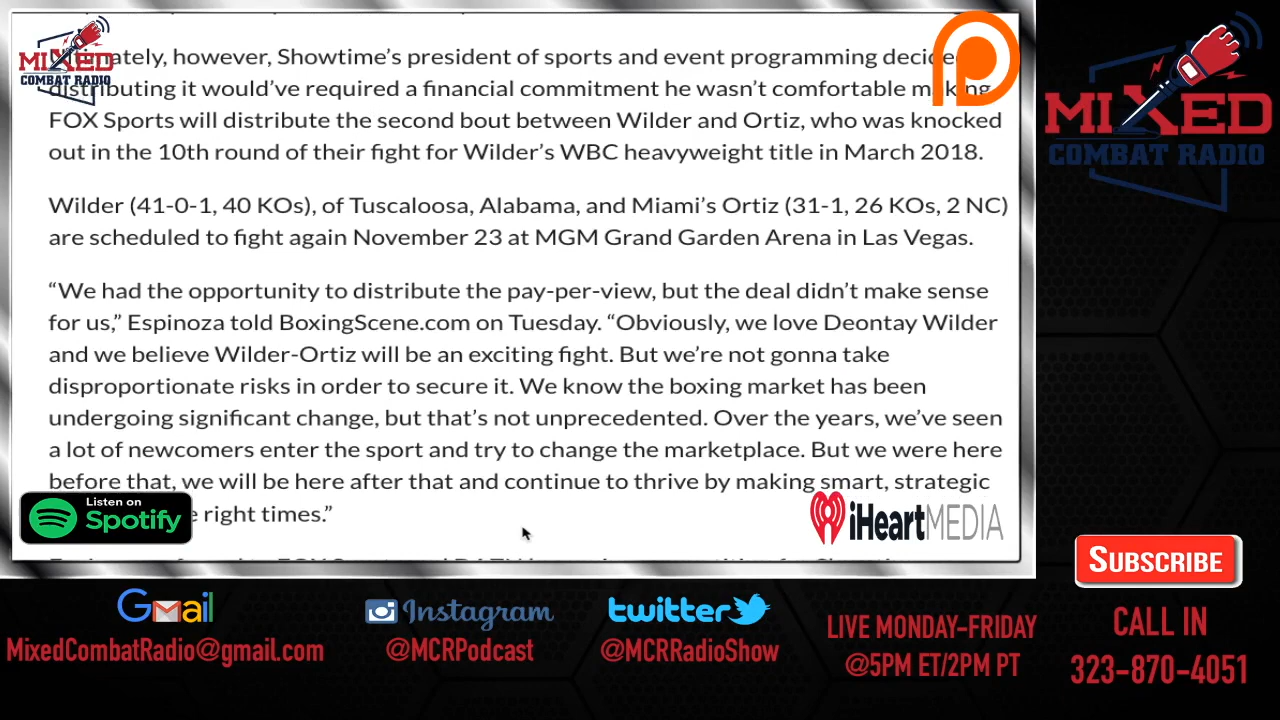 MIXED
COMBAT RADIO
however, Showtime's president of sports and event programming
distributing it would've required a financial commitment he wasn't comfortable making
FOX Sports will distribute the second bout between Wilder and Ortiz, who was knocked
out in the 10th round of their fight for Wilder's WBC heavyweight title in March 2018.
Wilder (41-0-1, 40 KOs), of Tuscaloosa, Alabama, and Miami's Ortiz (31-1, 26 KOs, 2 NC)
are scheduled to fight again November 23 at MGM Grand Garden Arena in Las Vegas.
“We had the opportunity to distribute the pay-per-view, but the deal didn't make sense
for us,” Espinoza told BoxingScene.com on Tuesday. “Obviously, we love Deontay Wilder
and we believe Wilder-Ortiz will be an exciting fight. But we're not gonna take
disproportionate risks in order to secure it. We know the boxing market has been
undergoing significant change, but that's not unprecedented. Over the years, we've seen
a lot of newcomers enter the sport and try to change the marketplace. But we were here
before that, we will be here after that and continue to thrive by making smart, strategic
right times.”
Listen on
Spotify
iHeartMEDIA
MIXED
COMBAT RADIO
SUBSCRIBE
CALL IN
323-870-4051
Gmail
MixedCombatRadio@gmail.com
Instagram
@MCRPodcast
twitter
@MCRRadioShow
LIVE MONDAY-FRIDAY
@5PM ET/2PM PT